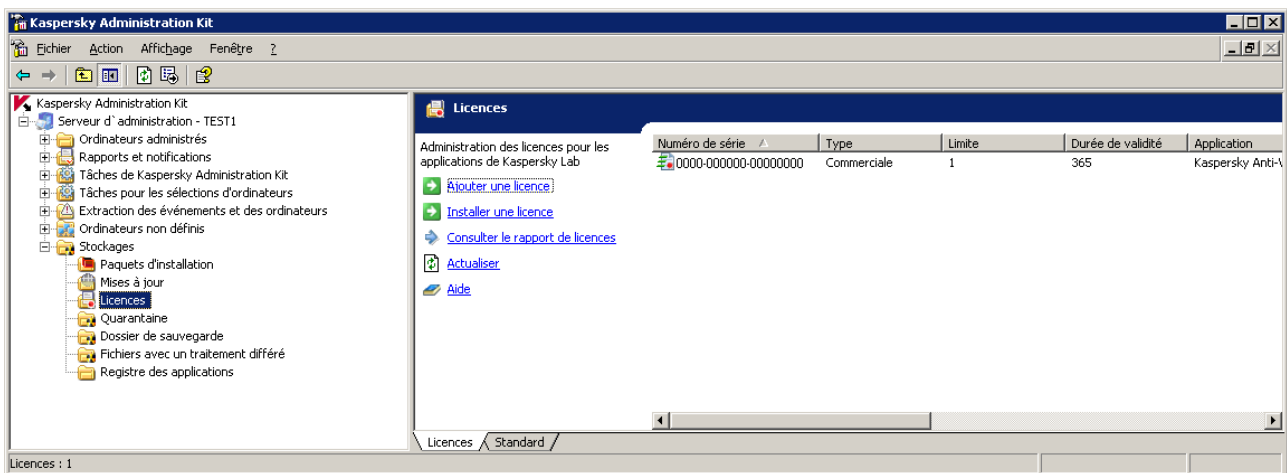 Kaspersky Administration Kit
Fichier Action Affichage Fenêtre ?
Kaspersky Administration Kit
Serveur d`administration - TEST1
Ordinateurs administrés
Rapports et notifications
Tâches de Kaspersky Administration Kit
Tâches pour les sélections d'ordinateurs
Extraction des événements et des ordinateurs
Ordinateurs non définis
Stockages
Paquets d'installation
Mises à jour
Licences
Quarantaine
Dossier de sauvegarde
Fichiers avec un traitement différé
Registre des applications
Licences
Administration des licences pour les
applications de Kaspersky Lab
Ajouter une licence
Installer une licence
Consulter le rapport de licences
Actualiser
Aide
Numéro de série Type Limite Durée de validité Application
0000-000000-00000000 Commerciale 1 365 Kaspersky Anti-
Licences Standard
Licences : 1